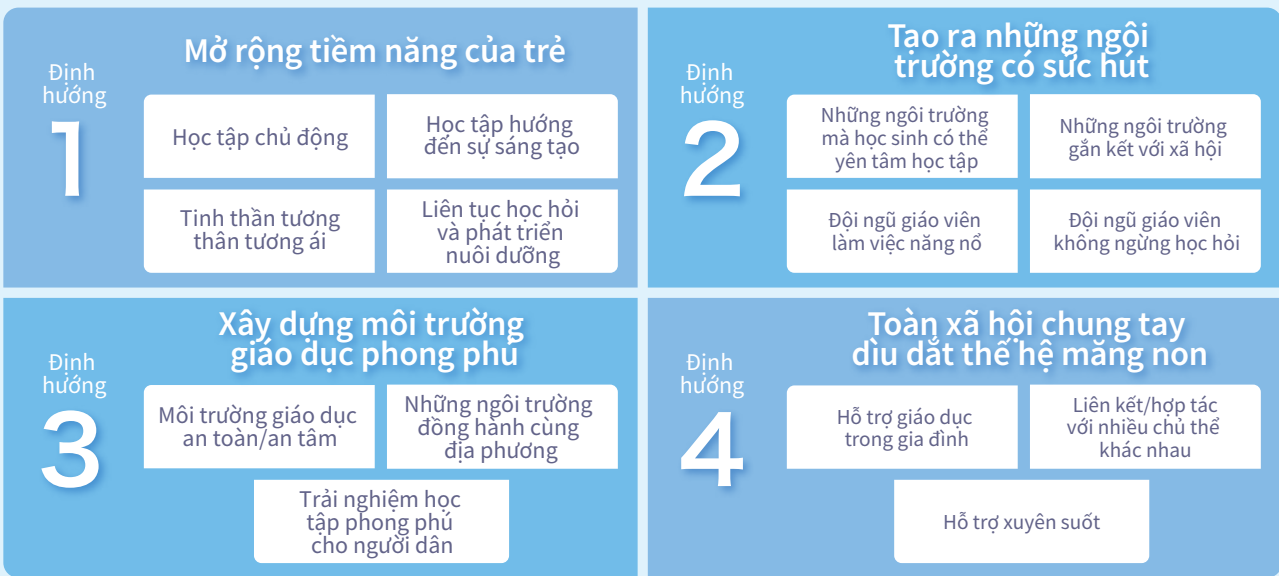 Định
hướng
1
Mở rộng tiềm năng của trẻ
Học tập chủ động
Học tập hướng
đến sự sáng tạo
Tinh thần tương
thân tương ái
Liên tục học hỏi
và phát triển
nuôi dưỡng
Định
hướng
2
Tạo ra những ngôi
trường có sức hút
Những ngôi trường
mà học sinh có thể
yên tâm học tập
Những ngôi trường
gắn kết với xã hội
Đội ngũ giáo viên
làm việc năng nổ
Đội ngũ giáo viên
không ngừng học hỏi
Định
hướng
3
Xây dựng môi trường
giáo dục phong phú
Môi trường giáo dục
an toàn/an tâm
Những ngôi trường
đồng hành cùng
địa phương
Trải nghiệm học
tập phong phú
cho người dân
Định
hướng
4
Toàn xã hội chung tay
dìu dắt thế hệ măng non
Hỗ trợ giáo dục
trong gia đình
Liên kết/hợp tác
với nhiều chủ thể
khác nhau
Hỗ trợ xuyên suốt